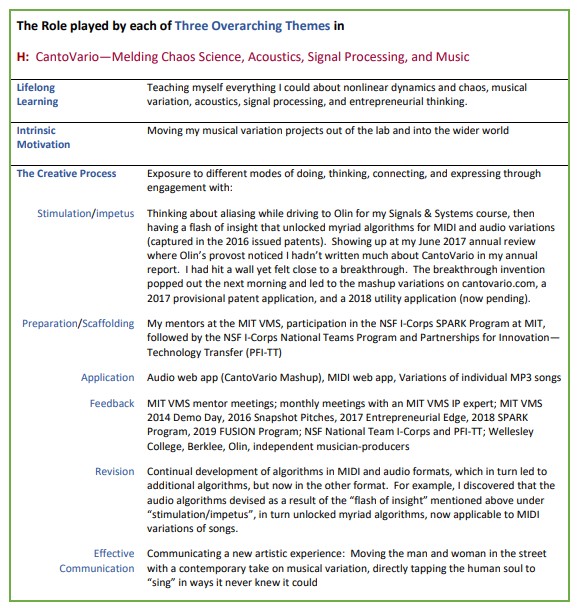 The Role played by each of Three Overarching Themes in
H: CantoVario—Melding Chaos Science, Acoustics, Signal Processing, and Music
Lifelong Learning
Teaching myself everything I could about nonlinear dynamics and chaos, musical
variation, acoustics, signal processing, and entrepreneurial thinking.
Intrinsic Motivation
Moving my musical variation projects out of the lab and into the wider world
The Creative Process
Exposure to different modes of doing, thinking, connecting, and expressing through
engagement with:
Stimulation/impetus
Thinking about aliasing while driving to Olin for my Signals & Systems course, then
having a flash of insight that unlocked myriad algorithms for MIDI and audio variations
(captured in the 2016 issued patents).  Showing up at my June 2017 annual review
where Olin's provost noticed I hadn't written much about CantoVario in my annual
report.  I had hit a wall yet felt close to a breakthrough.  The breakthrough invention
popped out the next morning and led to the mashup variations on cantovario.com, a
2017 provisional patent application, and a 2018 utility application (now pending).
Preparation/Scaffolding
My mentors at the MIT VMS, participation in the NSF I-Corps SPARK Program at MIT,
followed by the NSF I-Corps National Teams Program and Partnerships for Innovation—
Technology Transfer (PFI-TT)
Application
Audio web app (CantoVario Mashup), MIDI web app, Variations of individual MP3 songs
Feedback
MIT VMS mentor meetings; monthly meetings with an MIT VMS IP expert; MIT VMS
2014 Demo Day, 2016 Snapshot Pitches, 2017 Entrepreneurial Edge, 2018 SPARK
Program, 2019 FUSION Program; NSF National Team I-Corps and PFI-TT; Wellesley
College, Berklee, Olin, independent musician-producers
Revision
Continual development of algorithms in MIDI and audio formats, which in turn led to
additional algorithms, but now in the other format.  For example, I discovered that the
audio algorithms devised as a result of the "flash of insight" mentioned above under
"stimulation/impetus", in turn unlocked myriad algorithms, now applicable to MIDI
variations of songs.
Effective
Communication
Communicating a new artistic experience:  Moving the man and woman in the street
with a contemporary take on musical variation, directly tapping the human soul to
"sing" in ways it never knew it could